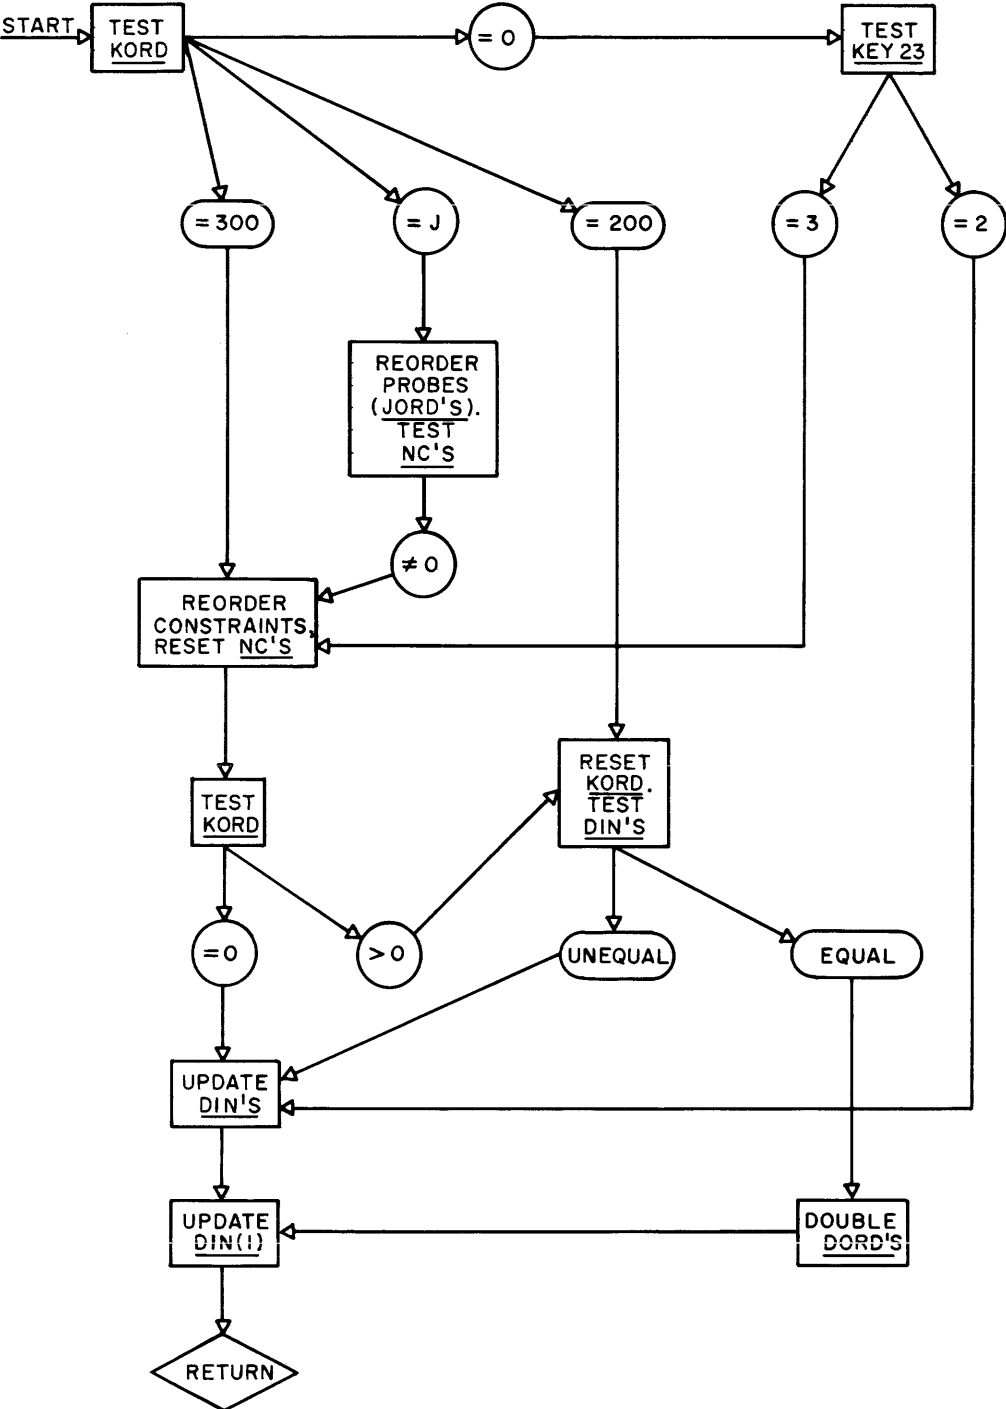 START
TEST
KORD
= 0
TEST
KEY 23
= 300
= J
= 200
= 3
= 2
REORDER
PROBES
(JORD'S).
TEST
NC'S
≠ 0
REORDER
CONSTRAINTS,
RESET NC'S
TEST
KORD
RESET
KORD.
TEST
DIN'S
= 0
> 0
UNEQUAL
EQUAL
UPDATE
DIN'S
UPDATE
DIN(1)
DOUBLE
DORD'S
RETURN